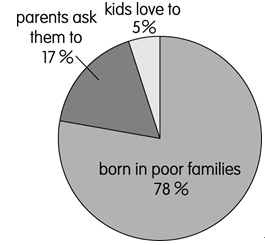 kids love to
5%
parents ask
them to
17 %
born in poor families
78 %